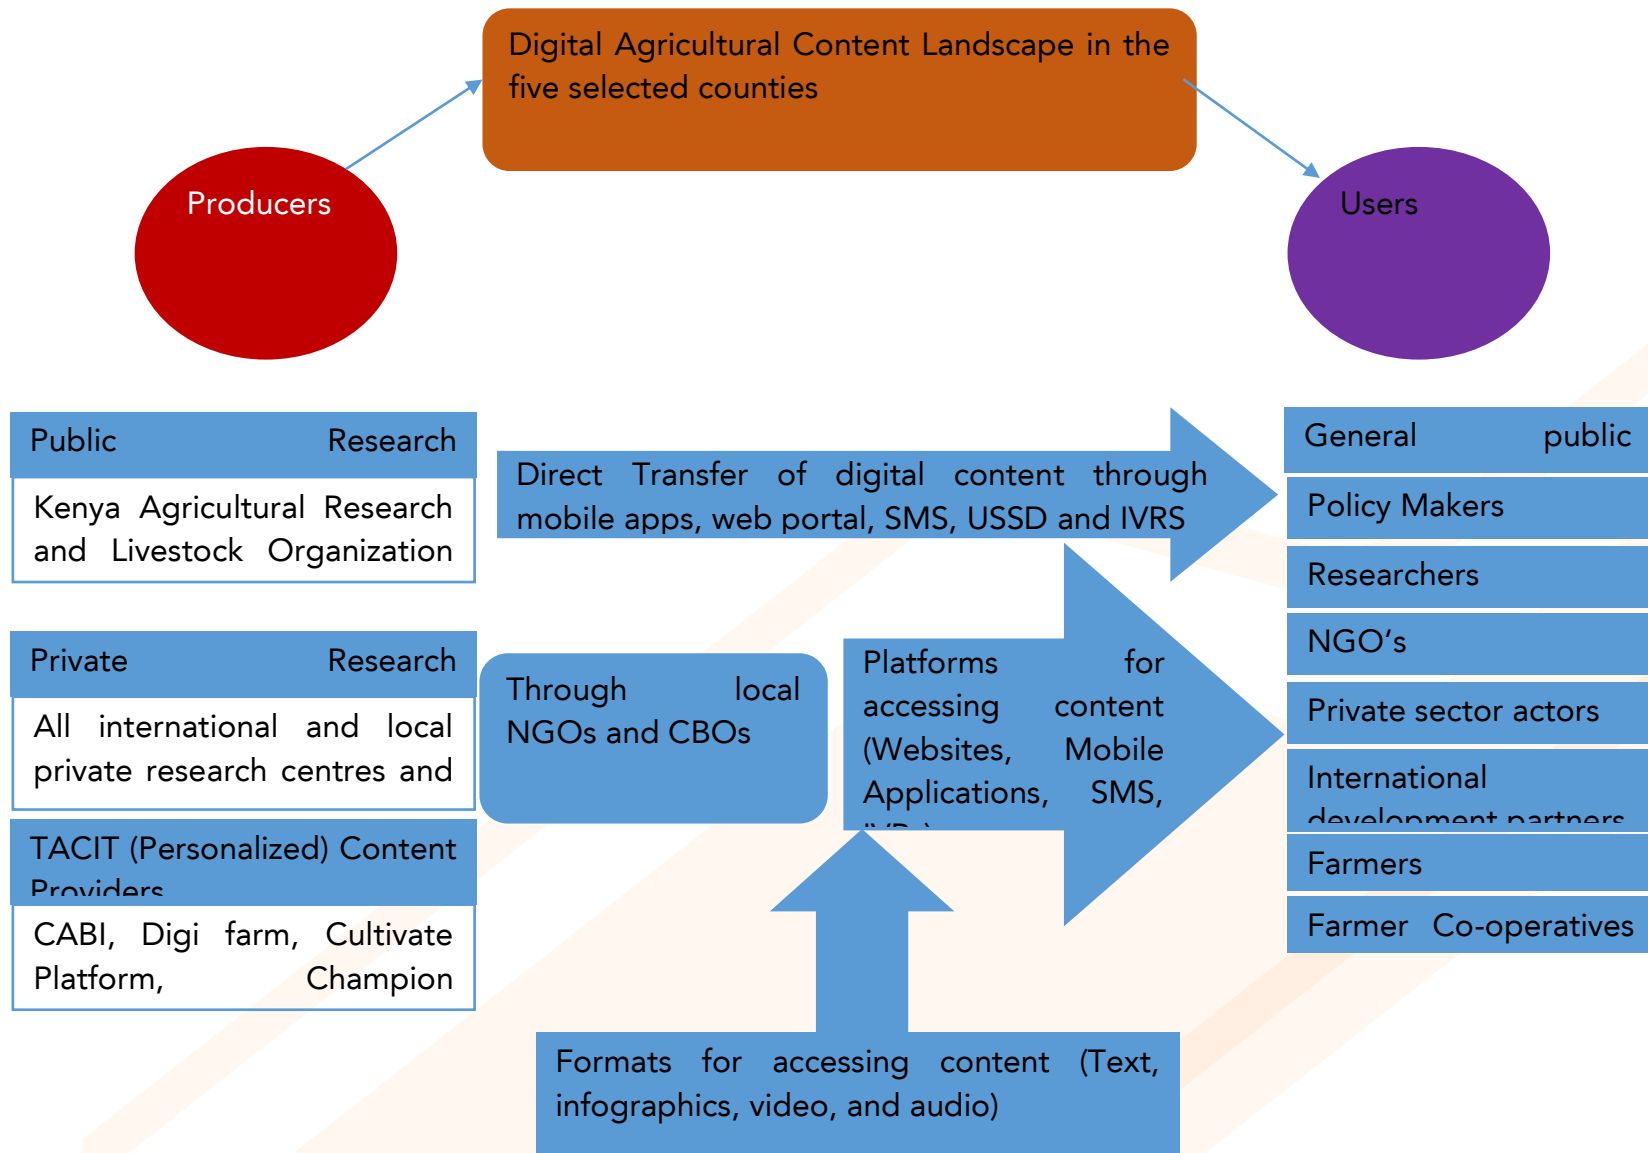 Digital Agricultural Content Landscape in the
five selected counties
Producers
Users
Public Research
Kenya Agricultural Research
and Livestock Organization
Direct Transfer of digital content through
mobile apps, web portal, SMS, USSD and IVRS
General public
Policy Makers
Researchers
NGO’s
Private sector actors
International
development partners
Farmers
Farmer Co-operatives
Private Research
All international and local
private research centres and
TACIT (Personalized) Content
Providers
CABI, Digi farm, Cultivate
Platform, Champion
Through local
NGOs and CBOs
Platforms for
accessing content
(Websites, Mobile
Applications, SMS,
Formats for accessing content (Text,
infographics, video, and audio)